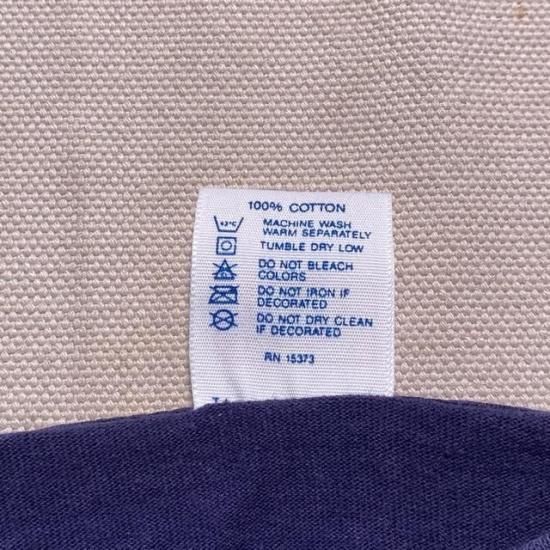 100% COTTON
MACHINE WASH
WARM SEPARATELY
TUMBLE DRY LOW
DO NOT BLEACH
COLORS
DO NOT IRON IF
DECORATED
DO NOT DRY CLEAN
IF DECORATED
RN 15373